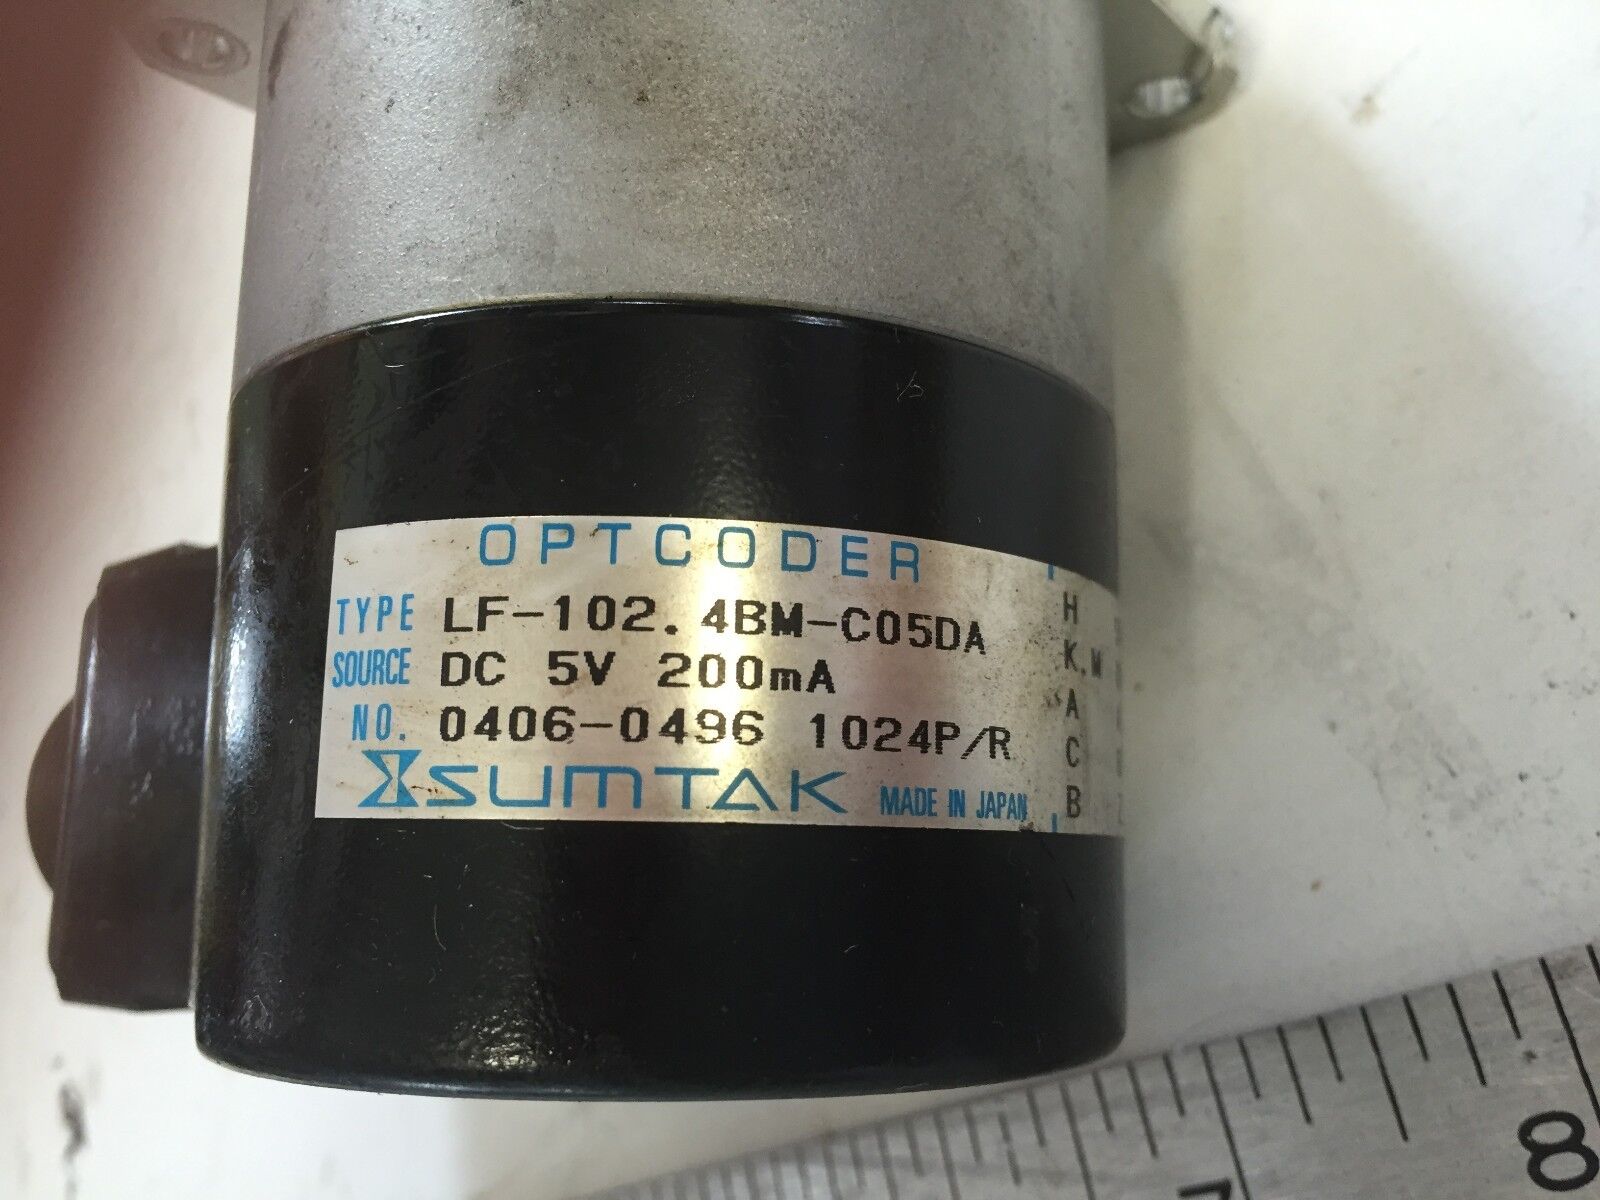 OPTCODER
TYPE LF-102.4BM-C05DA
SOURCE DC 5V 200mA
NO. 0406-0496 1024P/R
SUMTAK MADE IN JAPAN
H
K.M
A
C
B
7
8